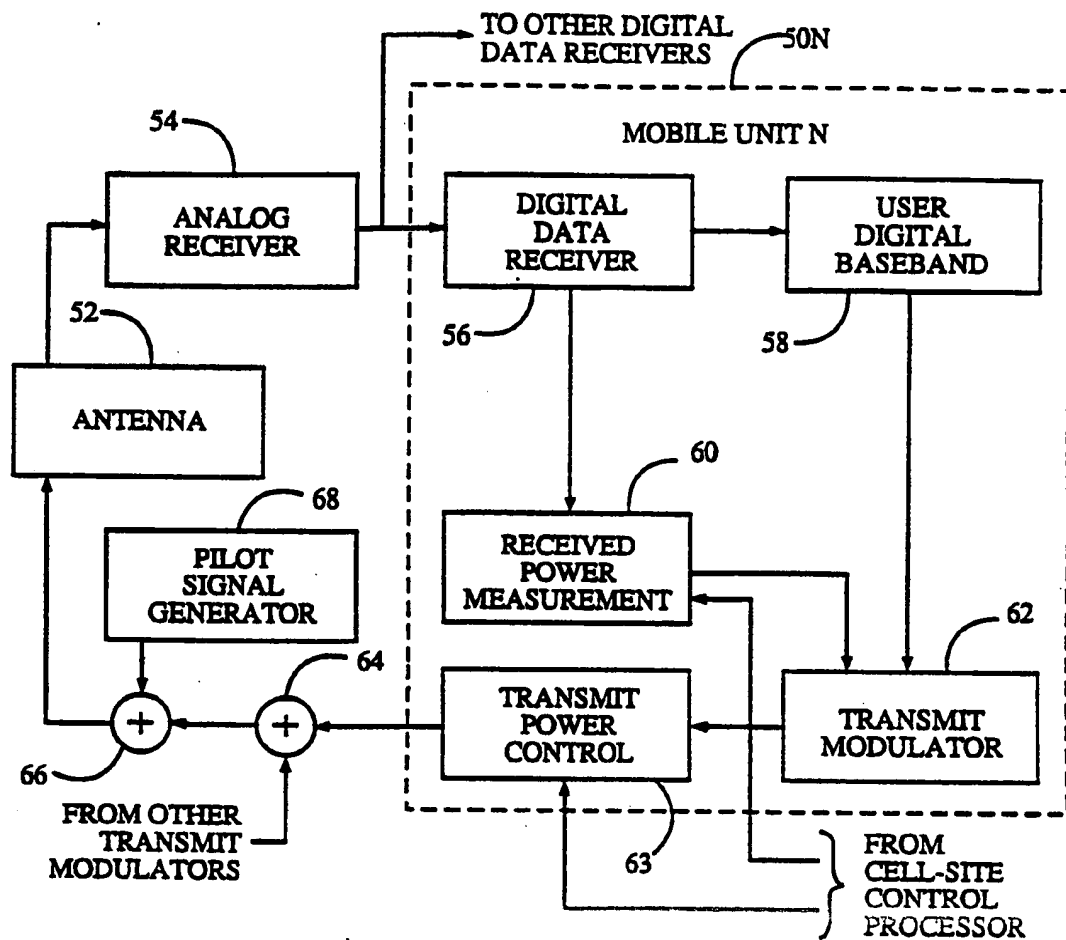 TO OTHER DIGITAL
DATA RECEIVERS
50N
MOBILE UNIT N
54
ANALOG
RECEIVER
DIGITAL
DATA
RECEIVER
USER
DIGITAL
BASEBAND
52
56
58
ANTENNA
60
68
PILOT
SIGNAL
GENERATOR
RECEIVED
POWER
MEASUREMENT
62
64
+
+
TRANSMIT
POWER
CONTROL
TRANSMIT
MODULATOR
66
FROM OTHER
TRANSMIT
MODULATORS
63
FROM
CELL-SITE
CONTROL
PROCESSOR